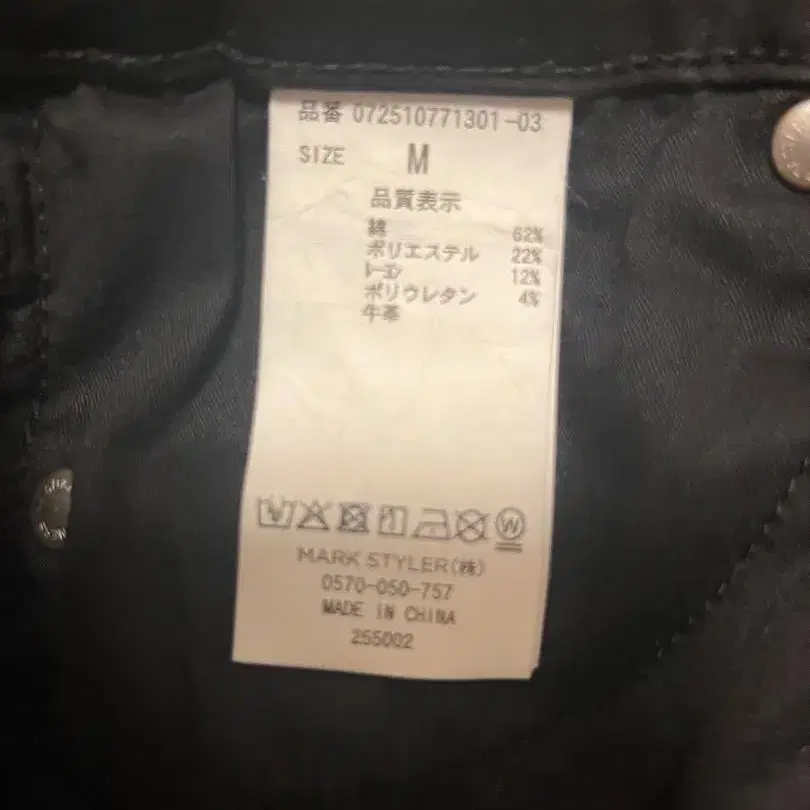 品番 072510771301-03
SIZE M
品質表示
綿 62%
ポリエステル 22%
レーヨン 12%
ポリウレタン 4%
牛革
W
MARK STYLER(株)
0570-050-757
MADE IN CHINA
255002